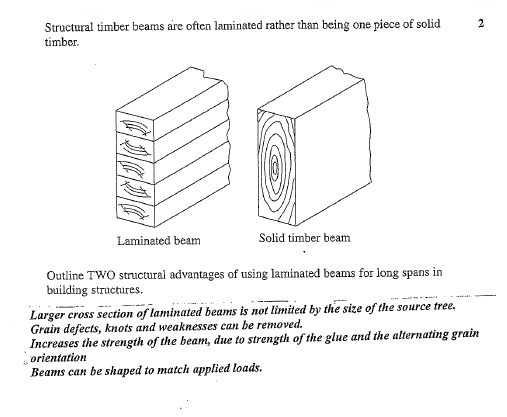 Structural timber beams are often laminated rather than being one piece of solid 2
timber.
Laminated beam Solid timber beam
Outline TWO structural advantages of using laminated beams for long spans in
building structures.
Larger cross section of laminated beams is not limited by the size of the source tree.
Grain defects, knots and weaknesses can be removed.
Increases the strength of the beam, due to strength of the glue and the alternating grain
orientation
Beams can be shaped to match applied loads.